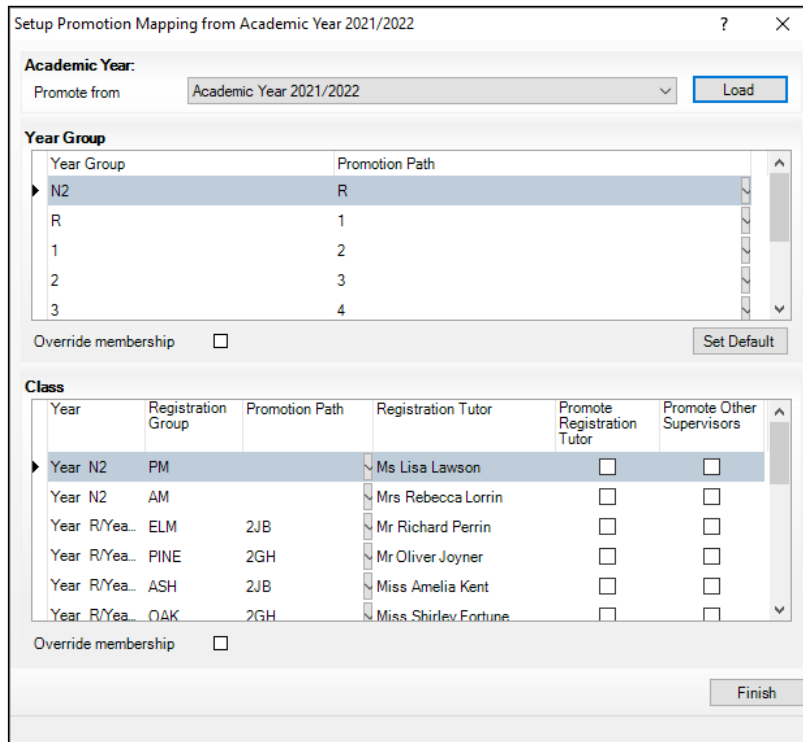 Setup Promotion Mapping from Academic Year 2021/2022 ?
Academic Year:
Promote from Academic Year 2021/2022 Load
Year Group
Year Group Promotion Path
N2 R
R 1
1 2
2 3
3 4
Override membership Set Default
Class
Year Registration Group Promotion Path Registration Tutor Promote Registration Tutor Promote Other Supervisors
Year N2 PM Ms Lisa Lawson
Year N2 AM Mrs Rebecca Lorrin
Year R/Yea... ELM 2JB Mr Richard Perrin
Year R/Yea... PINE 2GH Mr Oliver Joyner
Year R/Yea... ASH 2JB Miss Amelia Kent
Year R/Yea... OAK 2GH Miss Shirley Fortune
Override membership
Finish